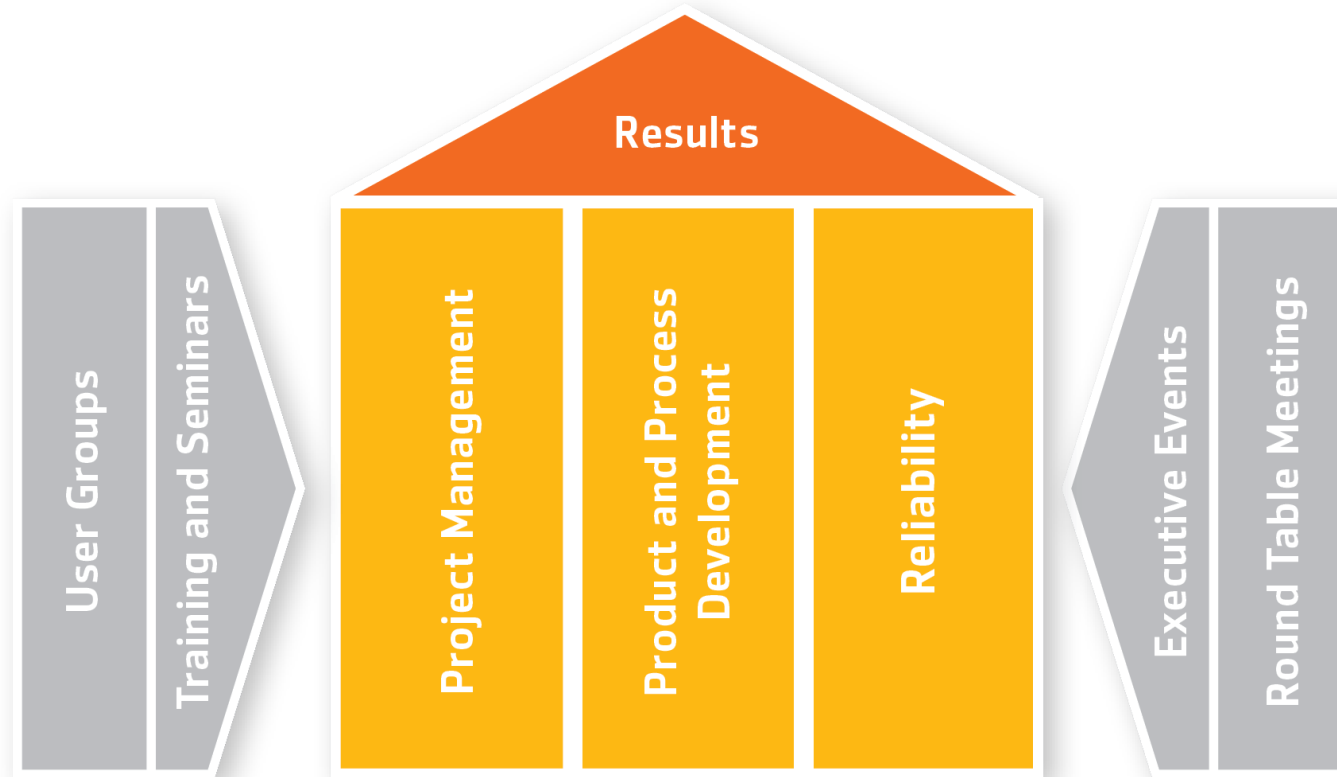 Results
User Groups
Training and Seminars
Project Management
Product and Process
Development
Reliability
Executive Events
Round Table Meetings